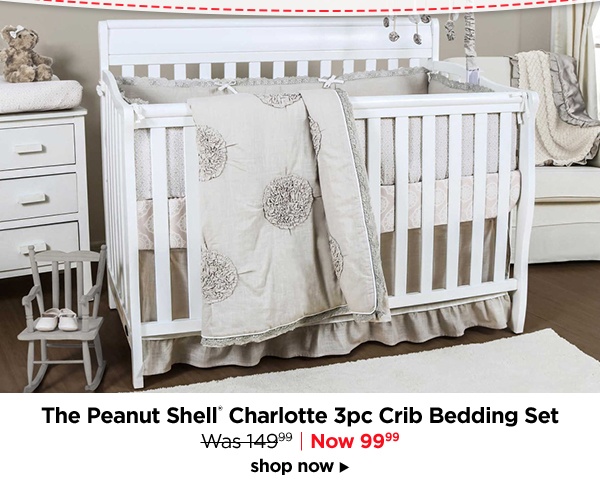 The Peanut Shell® Charlotte 3pc Crib Bedding Set
Was 149⁹⁹ | Now 99⁹⁹
shop now ▶